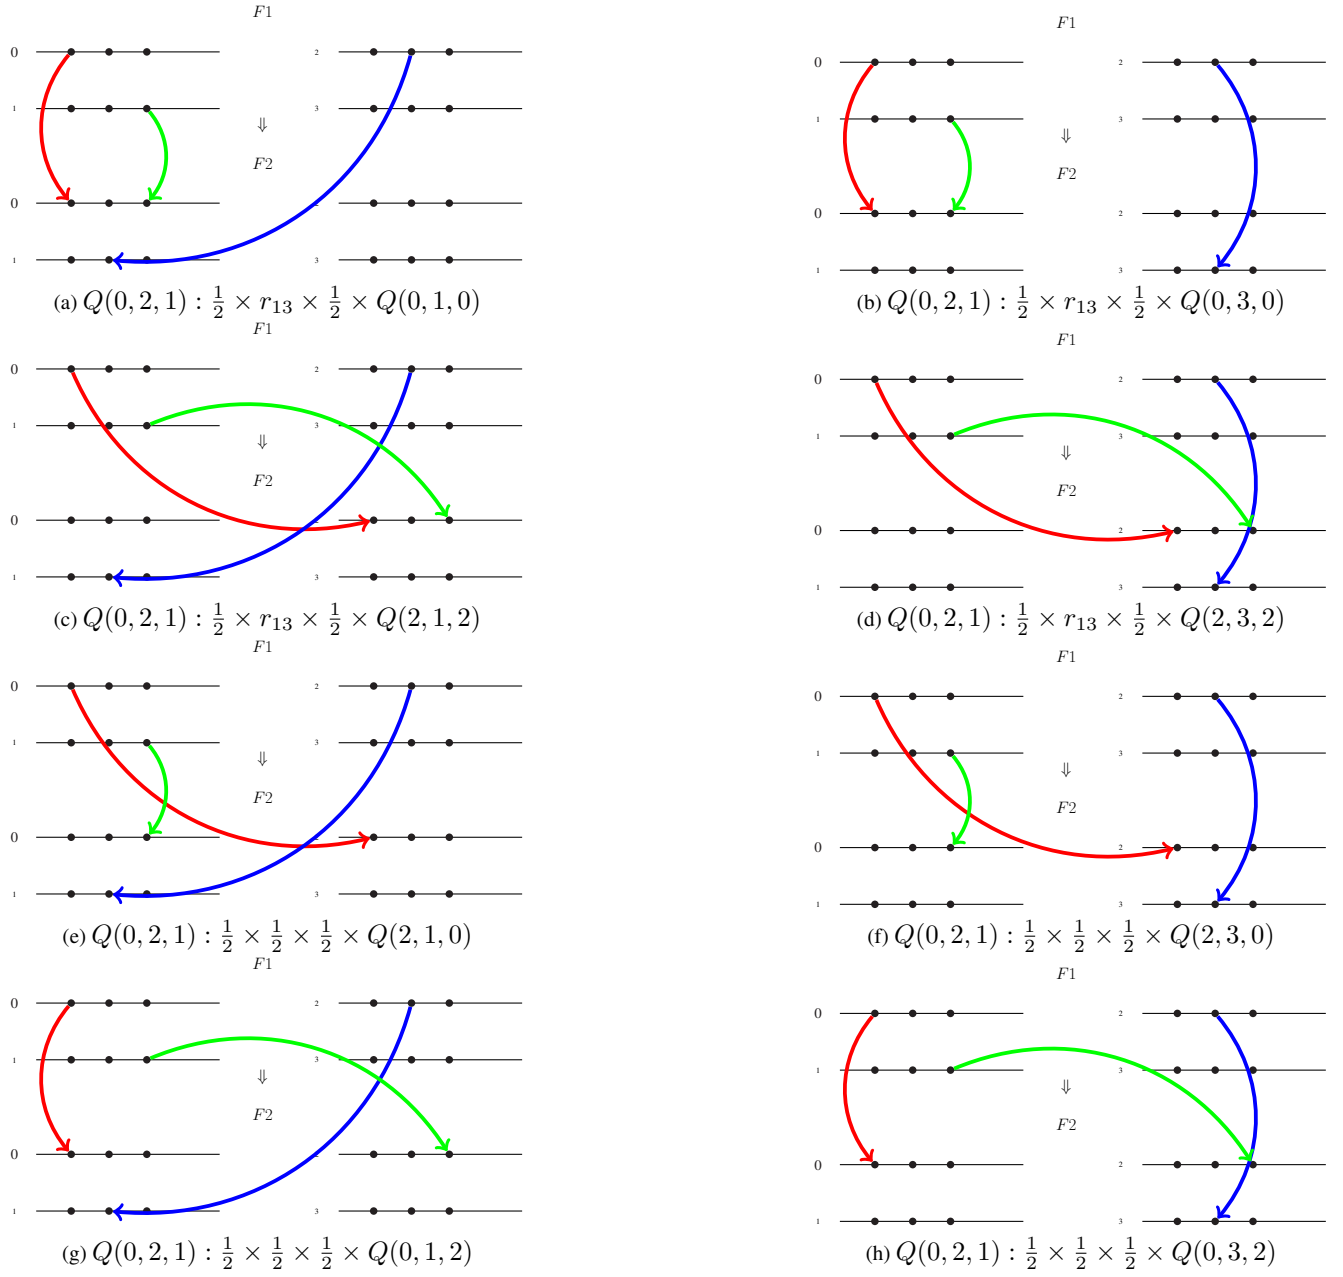 F1
0 2
1 3
⇓
F2
0
1 3
(a) Q(0, 2, 1) : 1/2 × r₁₃ × 1/2 × Q(0, 1, 0)
F1
0 2
1 3
⇓
F2
0 2
1 3
(b) Q(0, 2, 1) : 1/2 × r₁₃ × 1/2 × Q(0, 3, 0)
F1
0 2
1 3
⇓
F2
0
1 3
(c) Q(0, 2, 1) : 1/2 × r₁₃ × 1/2 × Q(2, 1, 2)
F1
0 2
1 3
⇓
F2
0 2
1 3
(d) Q(0, 2, 1) : 1/2 × r₁₃ × 1/2 × Q(2, 3, 2)
F1
0 2
1 3
⇓
F2
0
1 3
(e) Q(0, 2, 1) : 1/2 × 1/2 × 1/2 × Q(2, 1, 0)
F1
0 2
1 3
⇓
F2
0 2
1 3
(f) Q(0, 2, 1) : 1/2 × 1/2 × 1/2 × Q(2, 3, 0)
F1
0 2
1 3
⇓
F2
0
1 3
(g) Q(0, 2, 1) : 1/2 × 1/2 × 1/2 × Q(0, 1, 2)
F1
0 2
1 3
⇓
F2
0 2
1 3
(h) Q(0, 2, 1) : 1/2 × 1/2 × 1/2 × Q(0, 3, 2)